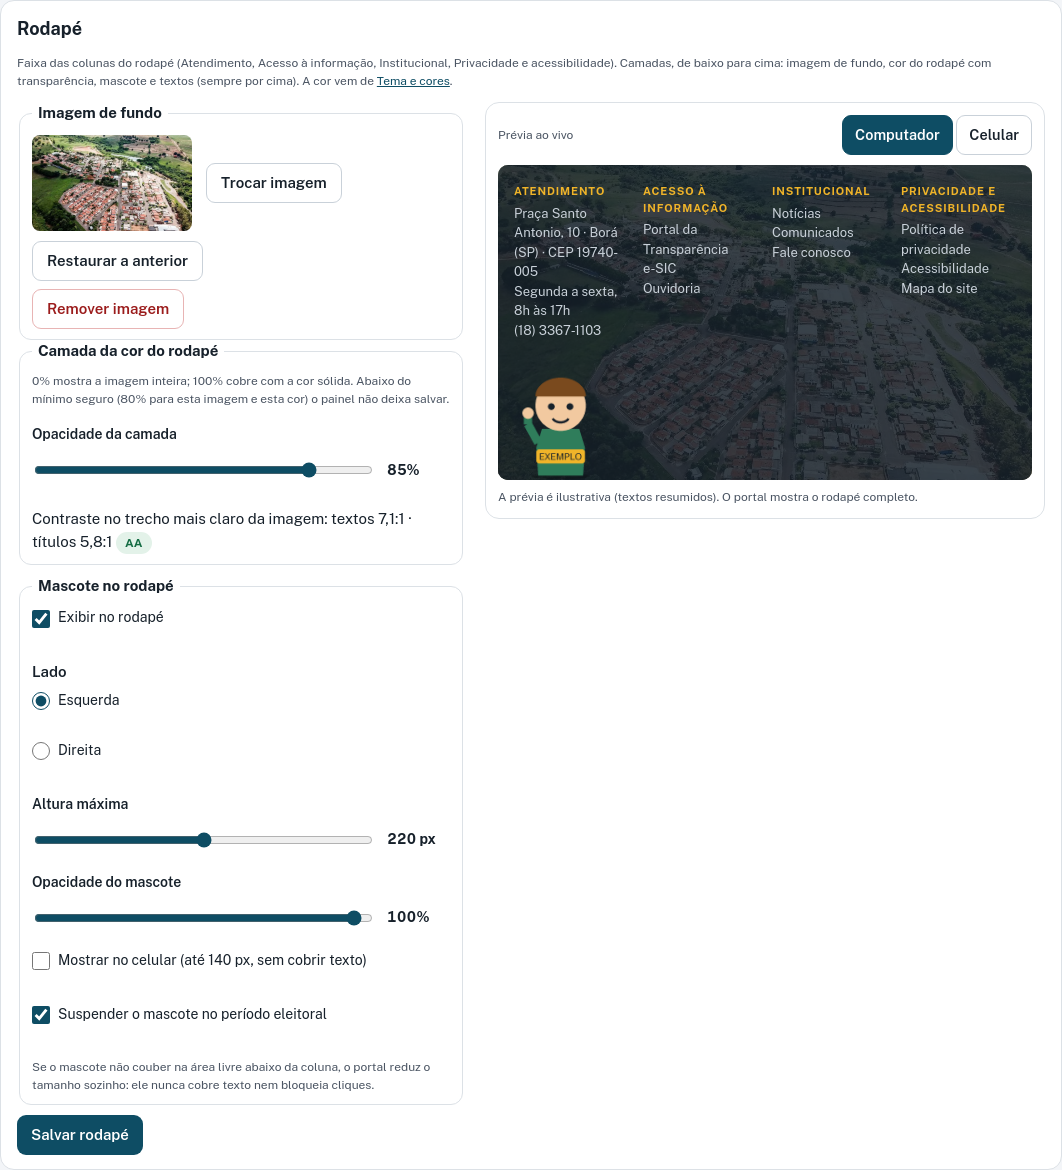 Rodapé
Faixa das colunas do rodapé (Atendimento, Acesso à informação, Institucional, Privacidade e acessibilidade). Camadas, de baixo para cima: imagem de fundo, cor do rodapé com
transparência, mascote e textos (sempre por cima). A cor vem de Tema e cores.
Imagem de fundo
Trocar imagem
Restaurar a anterior
Remover imagem
Camada da cor do rodapé
0% mostra a imagem inteira; 100% cobre com a cor sólida. Abaixo do
mínimo seguro (80% para esta imagem e esta cor) o painel não deixa salvar.
Opacidade da camada
85%
Contraste no trecho mais claro da imagem: textos 7,1:1 ·
títulos 5,8:1 AA
Mascote no rodapé
Exibir no rodapé
Lado
Esquerda
Direita
Altura máxima
220 px
Opacidade do mascote
100%
Mostrar no celular (até 140 px, sem cobrir texto)
Suspender o mascote no período eleitoral
Se o mascote não couber na área livre abaixo da coluna, o portal reduz o
tamanho sozinho: ele nunca cobre texto nem bloqueia cliques.
Salvar rodapé
Prévia ao vivo
Computador
Celular
ATENDIMENTO
Praça Santo
Antonio, 10 · Borá
(SP) · CEP 19740-
005
Segunda a sexta,
8h às 17h
(18) 3367-1103
ACESSO À
INFORMAÇÃO
Portal da
Transparência
e-SIC
Ouvidoria
INSTITUCIONAL
Notícias
Comunicados
Fale conosco
PRIVACIDADE E
ACESSIBILIDADE
Política de
privacidade
Acessibilidade
Mapa do site
EXEMPLO
A prévia é ilustrativa (textos resumidos). O portal mostra o rodapé completo.